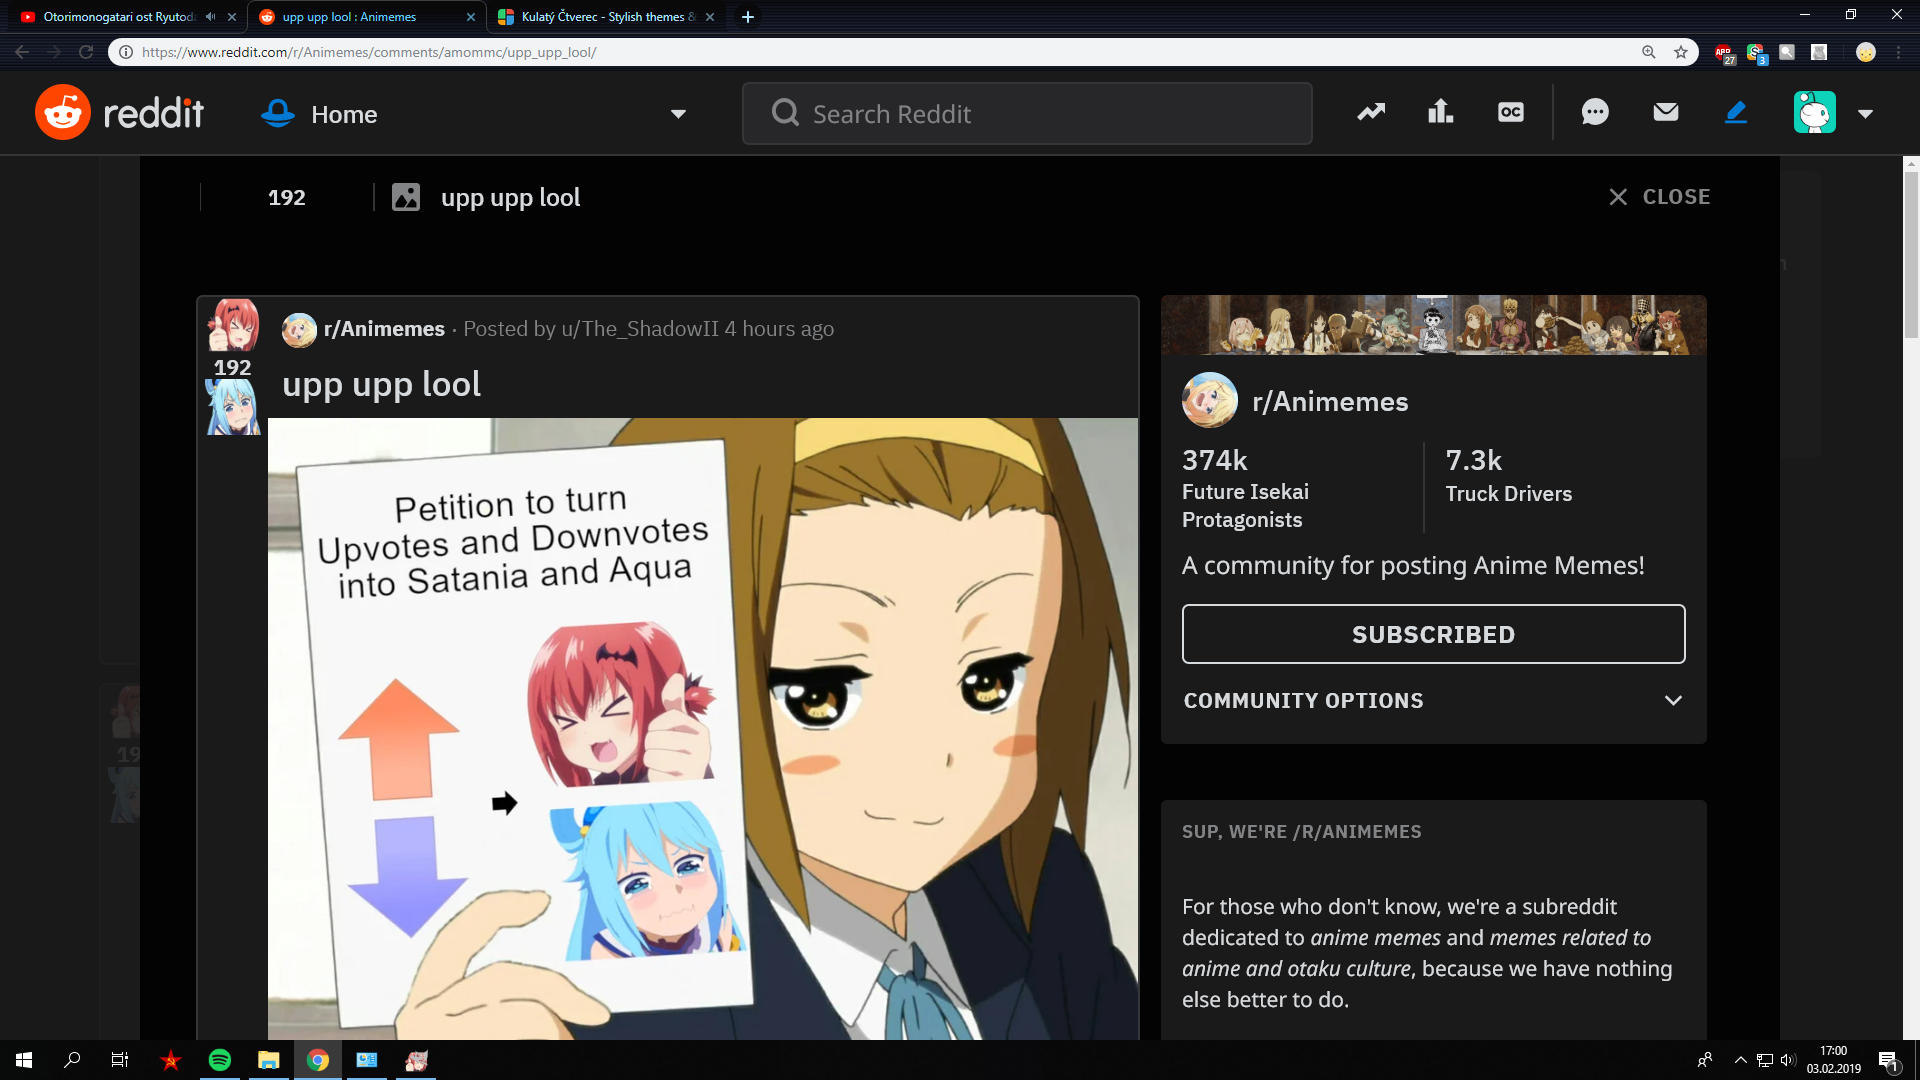 Otorimonogatari ost Ryutod
upp upp lool : Animemes
Kulatý Čtverec - Stylish themes &
https://www.reddit.com/r/Animemes/comments/amommc/upp_upp_lool/
ABP
27
3
reddit
Home
Search Reddit
OC
192
upp upp lool
CLOSE
r/Animemes · Posted by u/The_ShadowII 4 hours ago
192
upp upp lool
Petition to turn
Upvotes and Downvotes
into Satania and Aqua
r/Animemes
374k
Future Isekai
Protagonists
7.3k
Truck Drivers
A community for posting Anime Memes!
SUBSCRIBED
COMMUNITY OPTIONS
SUP, WE'RE /R/ANIMEMES
For those who don't know, we're a subreddit
dedicated to anime memes and memes related to
anime and otaku culture, because we have nothing
else better to do.
17:00
03.02.2019
1